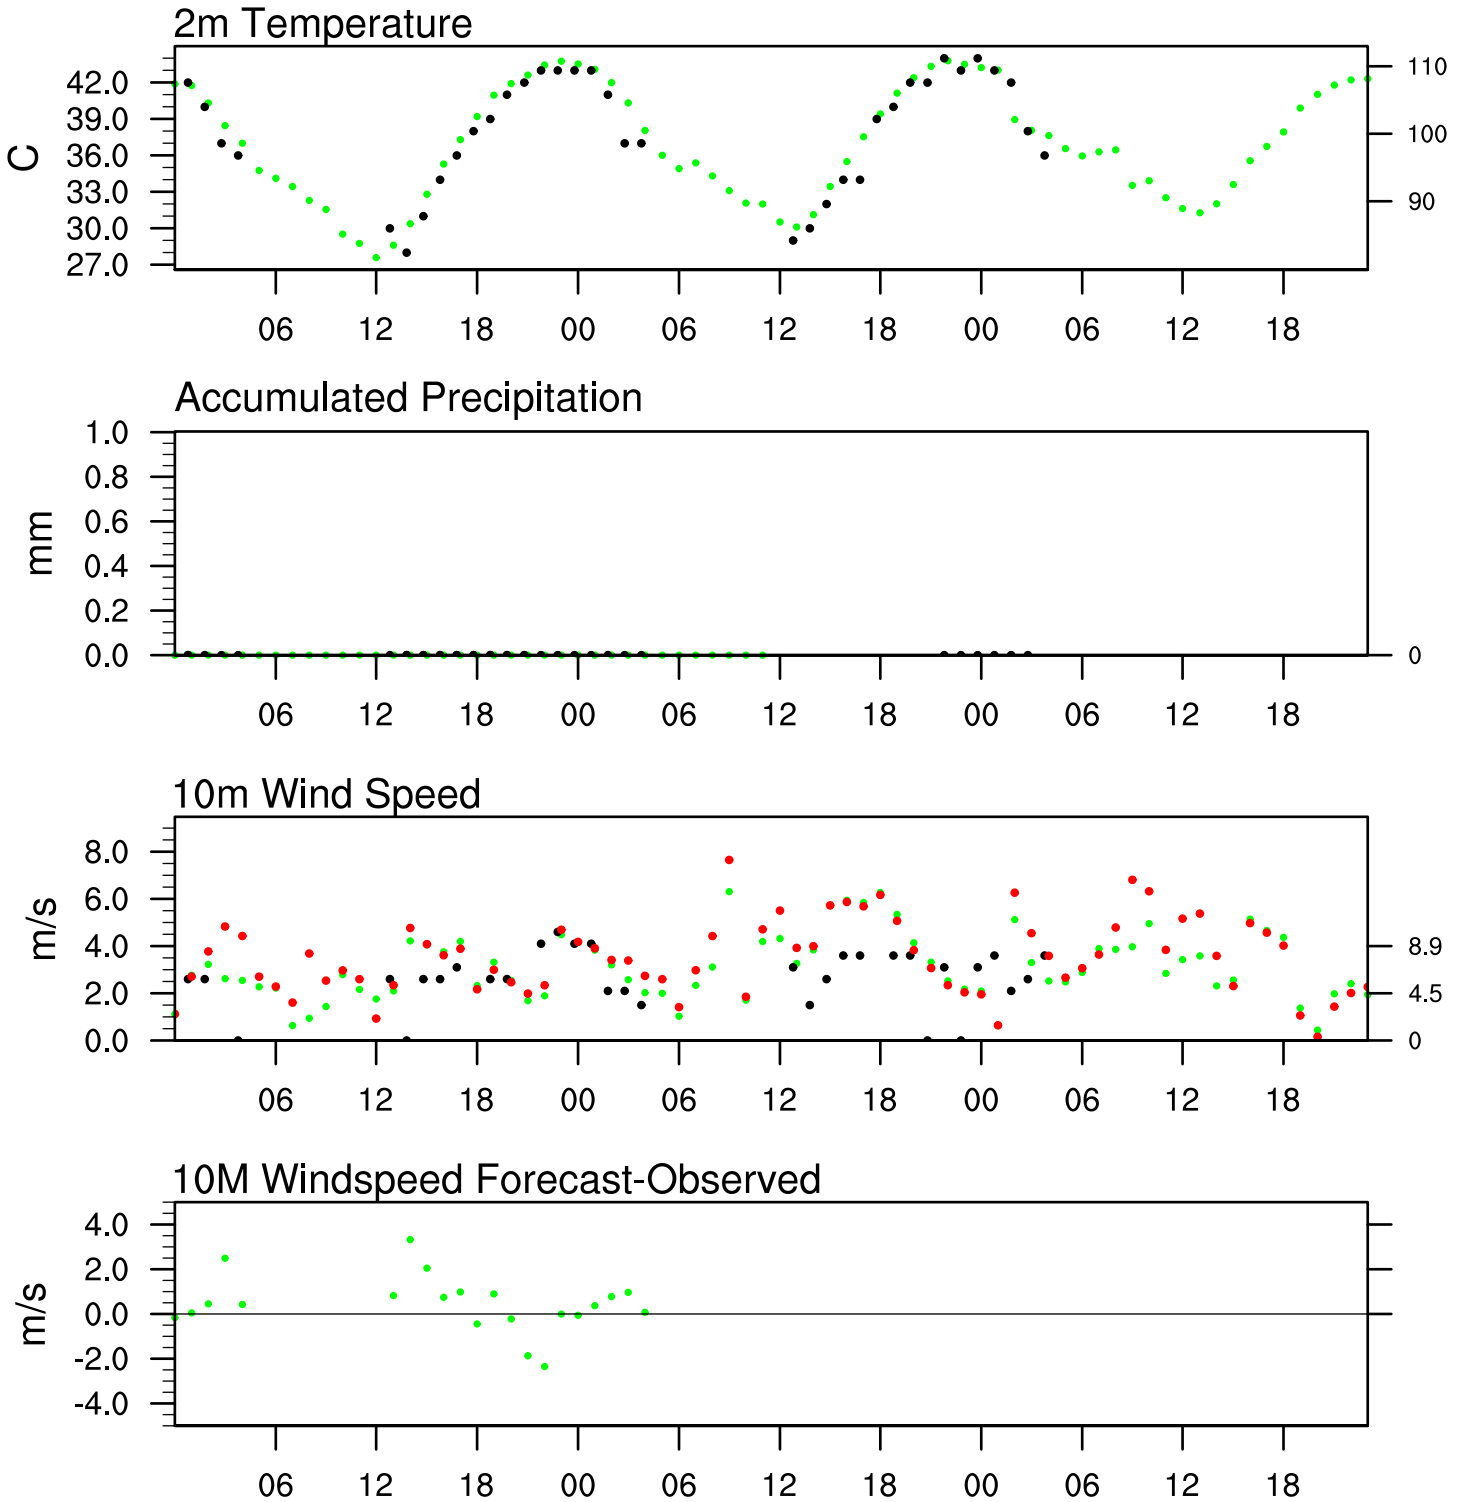 2m Temperature
42.0
39.0
36.0
33.0
30.0
27.0
C
110
100
90
06 12 18 00 06 12 18 00 06 12 18
Accumulated Precipitation
1.0
0.8
0.6
0.4
0.2
0.0
mm
0
06 12 18 00 06 12 18 00 06 12 18
10m Wind Speed
8.0
6.0
4.0
2.0
0.0
m/s
8.9
4.5
0
06 12 18 00 06 12 18 00 06 12 18
10M Windspeed Forecast-Observed
4.0
2.0
0.0
-2.0
-4.0
m/s
06 12 18 00 06 12 18 00 06 12 18